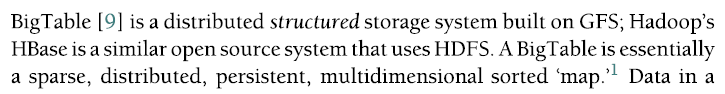 BigTable [9] is a distributed structured storage system built on GFS; Hadoop's
HBase is a similar open source system that uses HDFS. A BigTable is essentially
a sparse, distributed, persistent, multidimensional sorted 'map.'1 Data in a